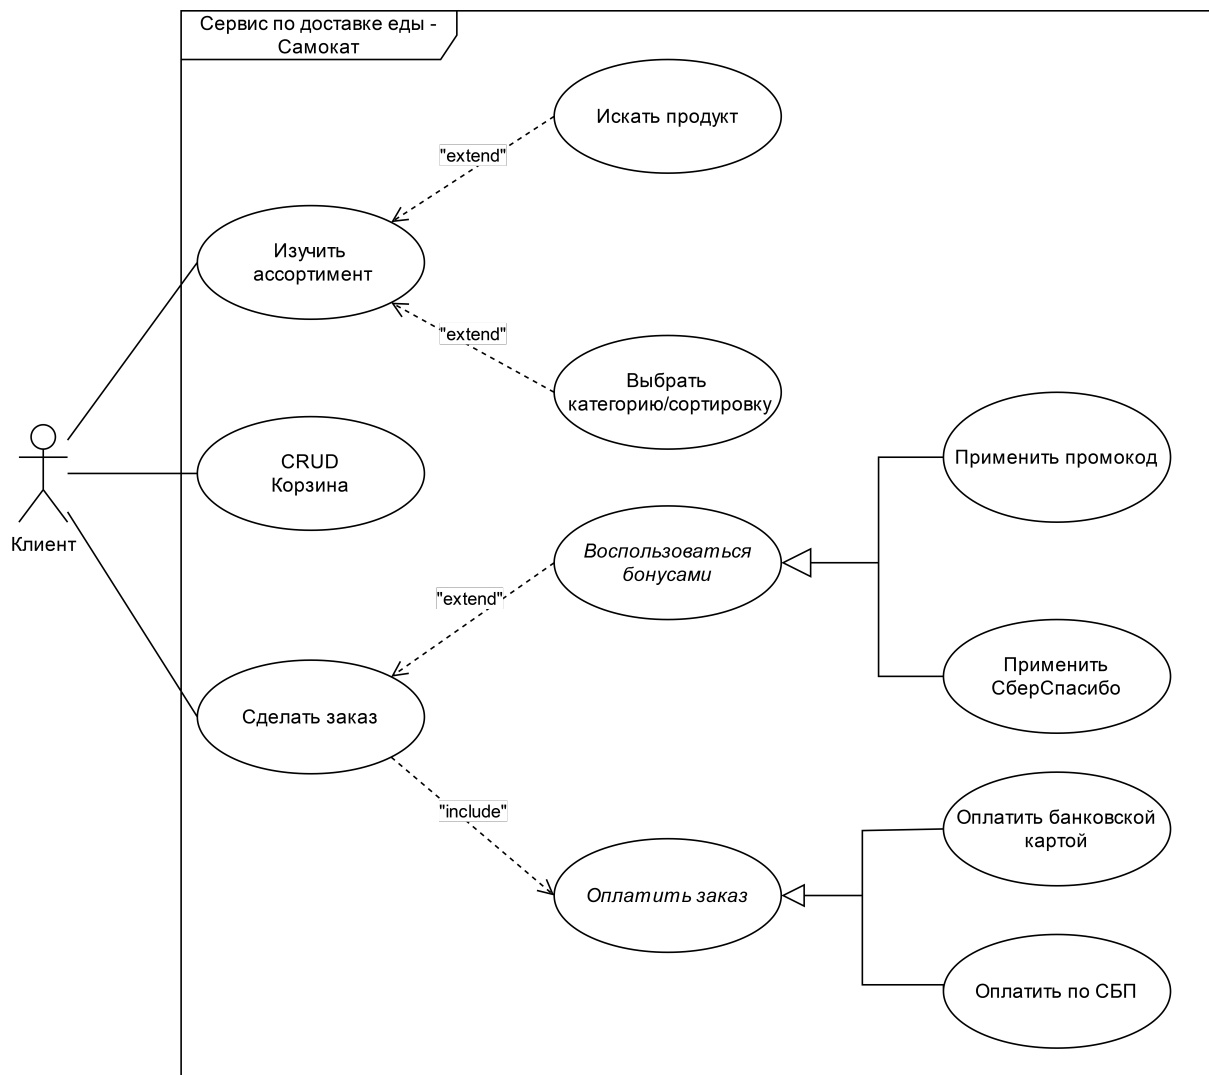 Сервис по доставке еды -
Самокат
Искать продукт
"extend"
Изучить
ассортимент
"extend"
Выбрать
категорию/сортировку
CRUD
Корзина
Клиент
Применить промокод
Воспользоваться
бонусами
"extend"
Применить
СберСпасибо
Сделать заказ
"include"
Оплатить банковской
картой
Оплатить заказ
Оплатить по СБП